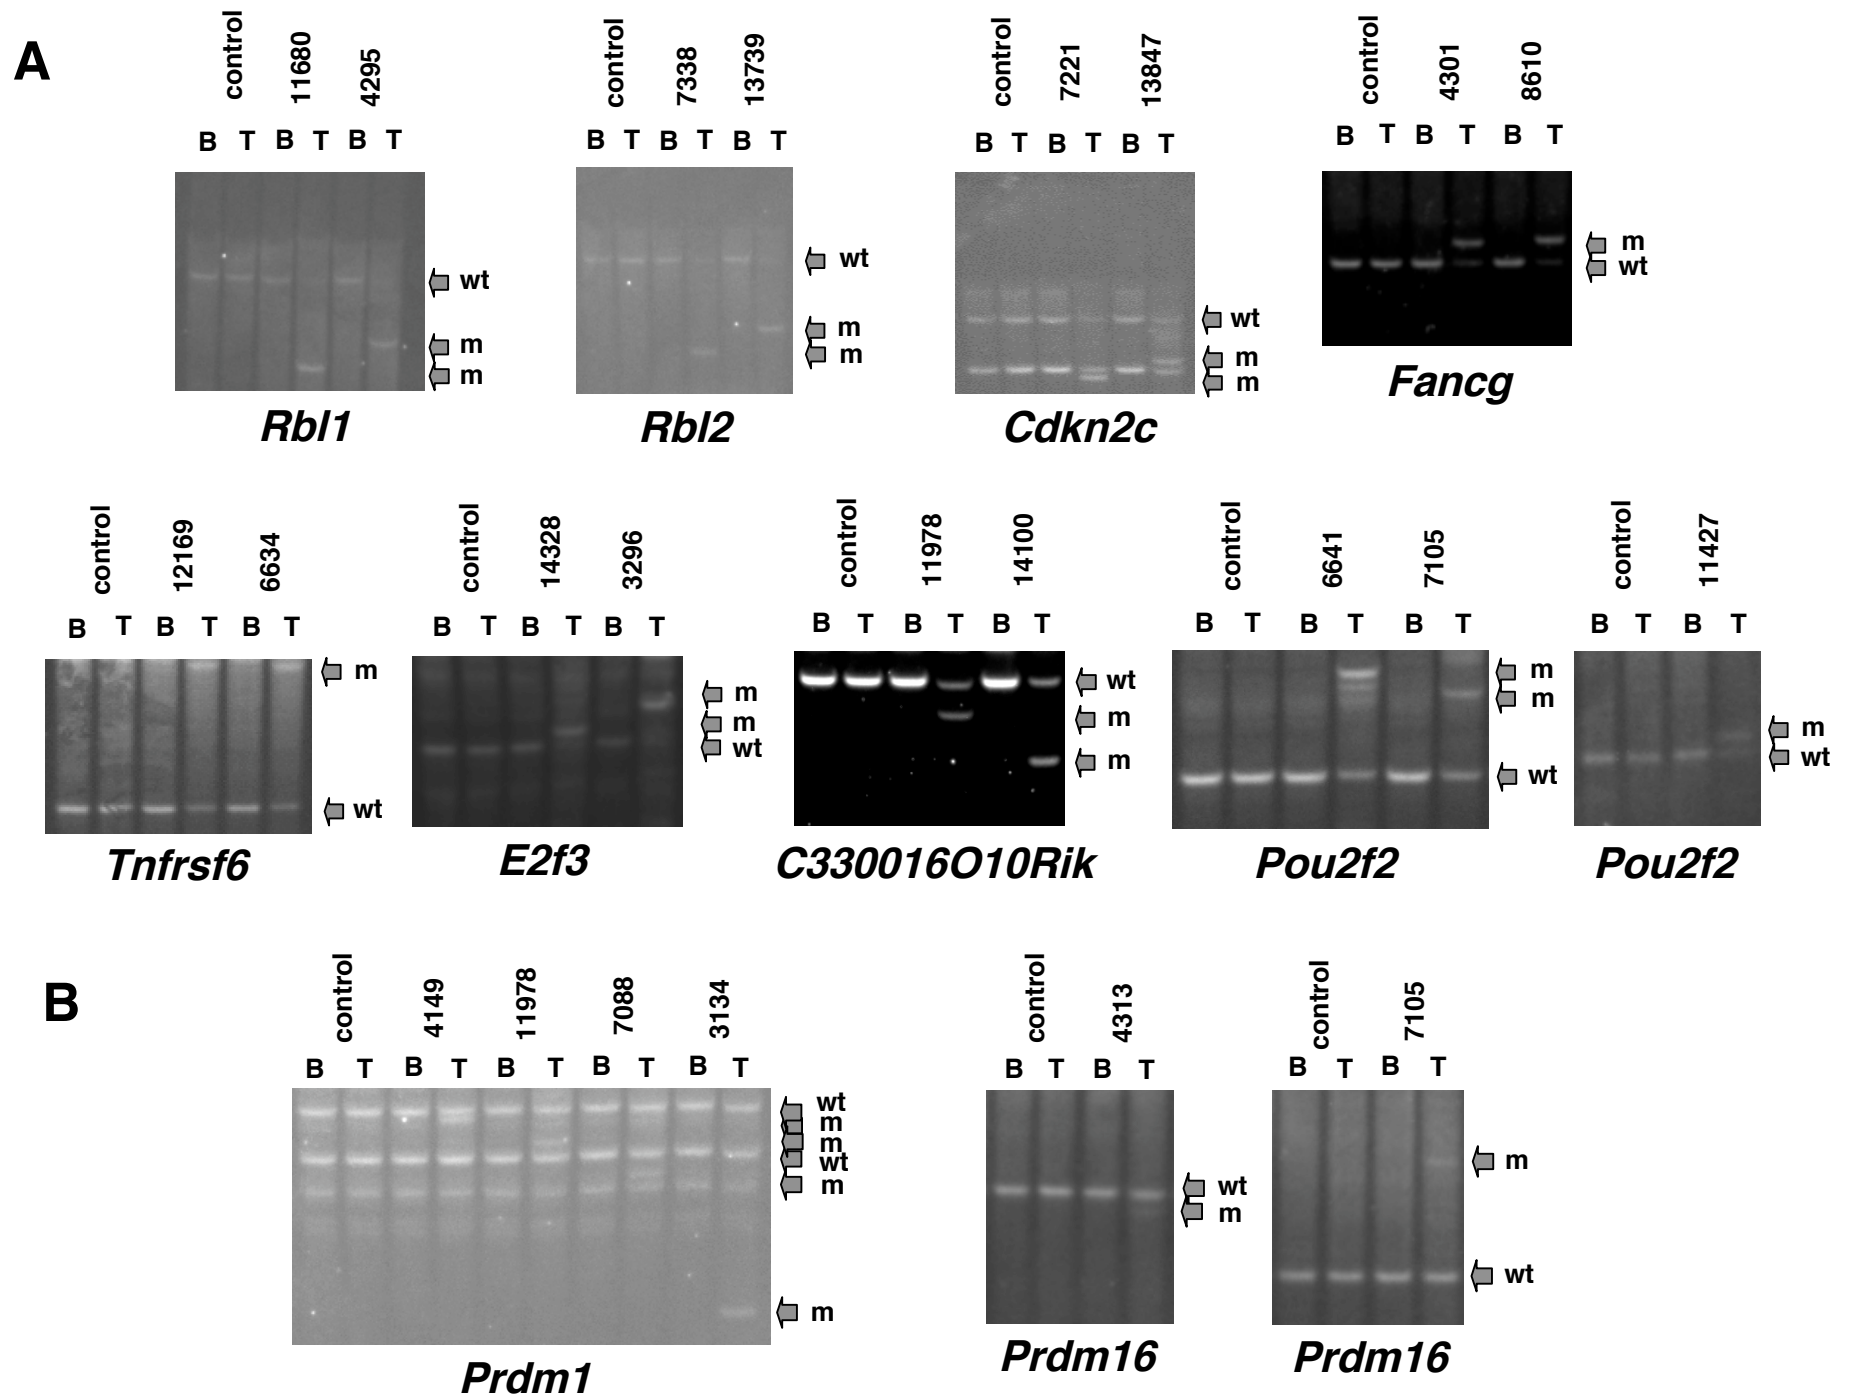 A
control 11680 4295
B T B T B T
wt
m
m
Rbl1
control 7338 13739
B T B T B T
wt
m
m
Rbl2
control 7221 13847
B T B T B T
wt
m
m
Cdkn2c
control 4301 8610
B T B T B T
m
wt
Fancg
control 12169 6634
B T B T B T
m
wt
Tnfrsf6
control 14328 3296
B T B T B T
m
m
wt
E2f3
control 11978 14100
B T B T B T
wt
m
m
C330016O10Rik
control 6641 7105
B T B T B T
m
m
wt
Pou2f2
control 11427
B T B T
m
wt
Pou2f2
B
control 4149 11978 7088 3134
B T B T B T B T B T
wt
m
m
wt
m
m
Prdm1
control 4313
B T B T
wt
m
Prdm16
control 7105
B T B T
m
wt
Prdm16